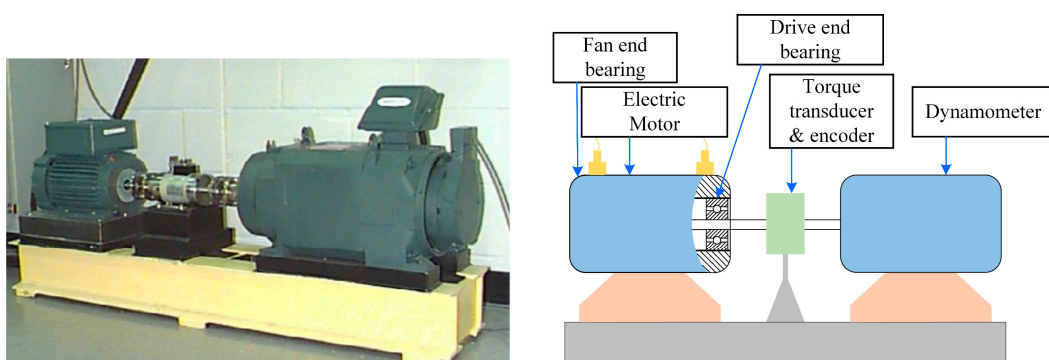 Fan end
bearing
Electric
Motor
Drive end
bearing
Torque
transducer
& encoder
Dynamometer